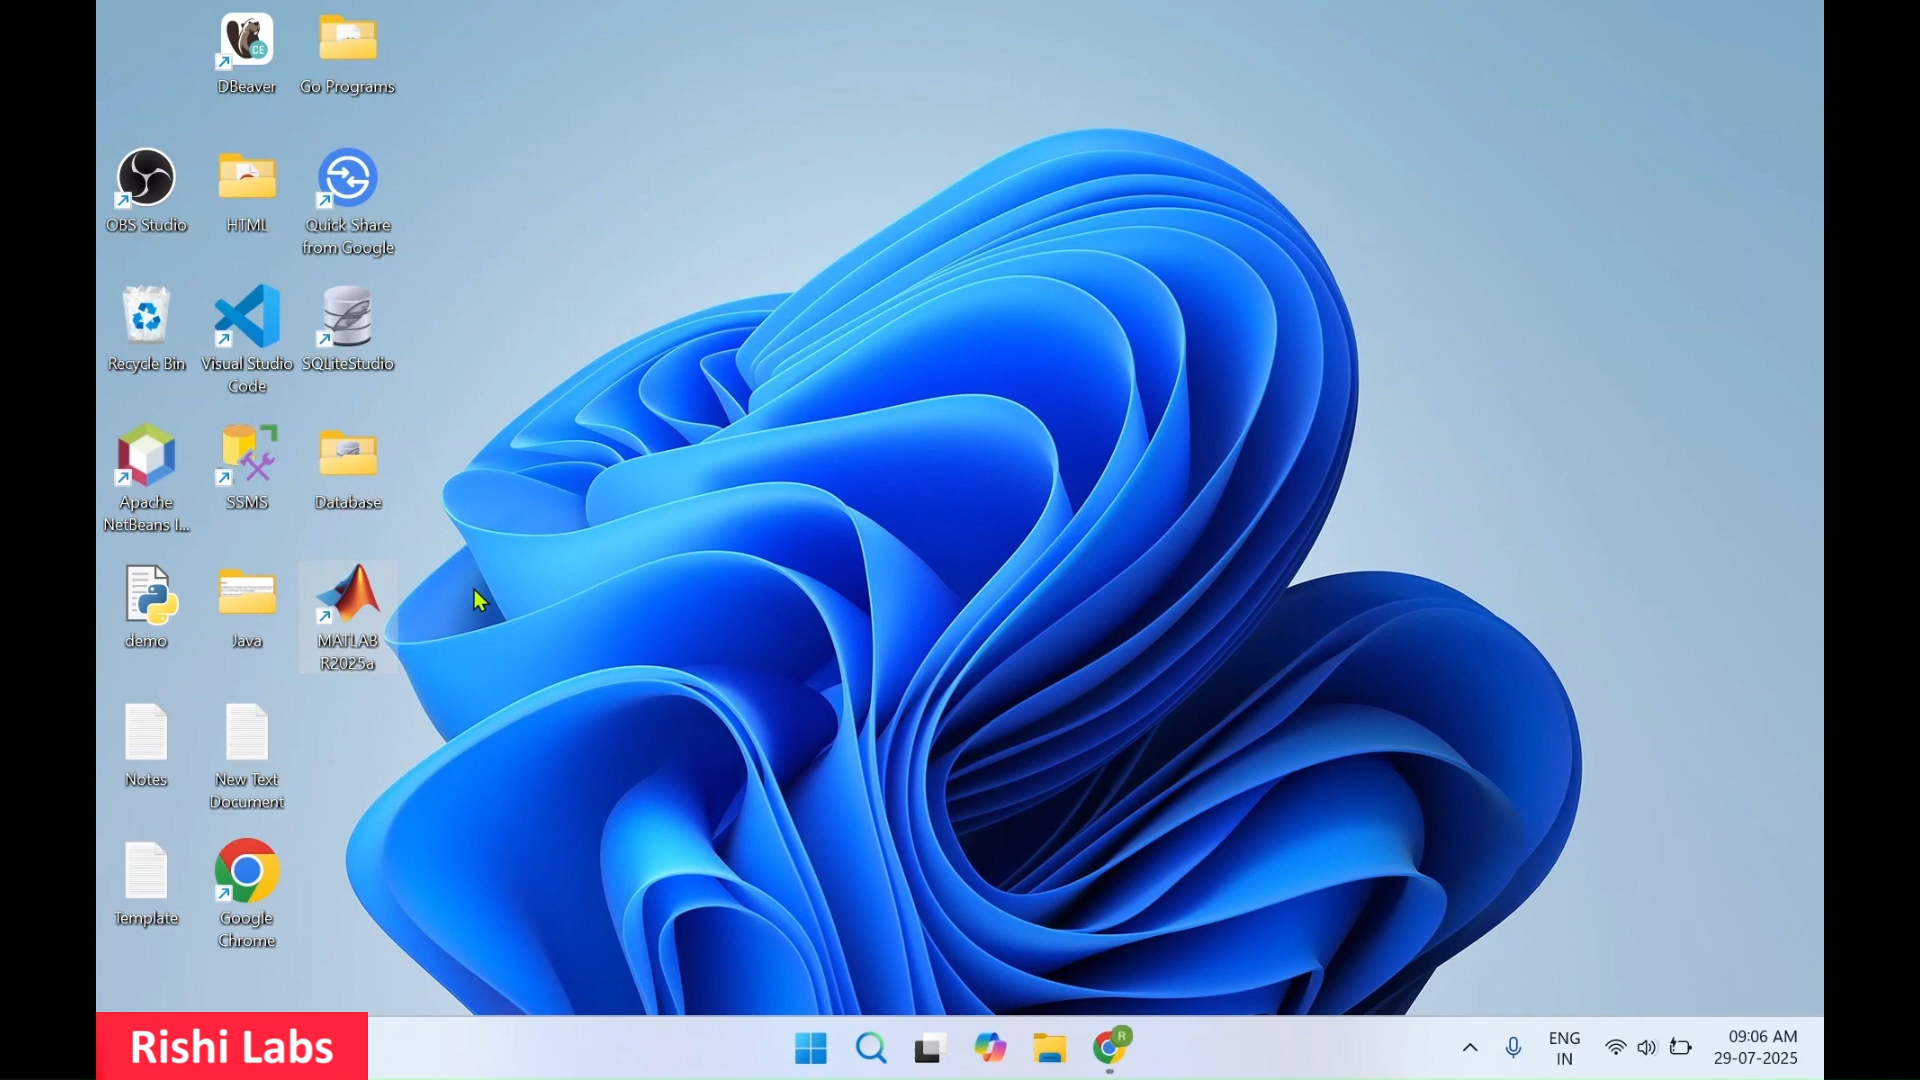 DBeaver
Go Programs
OBS Studio
HTML
Quick Share
from Google
Recycle Bin
Visual Studio
Code
SQLiteStudio
Apache
NetBeans I...
SSMS
Database
demo
Java
MATLAB
R2025a
Notes
New Text
Document
Template
Google
Chrome
Rishi Labs
CE
R
ENG
IN
09:06 AM
29-07-2025